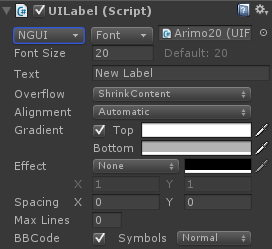 UILabel (Script)
NGUI Font Arimo20 (UIF
Font Size 20 Default: 20
Text New Label
Overflow ShrinkContent
Alignment Automatic
Gradient Top
Bottom
Effect None
X 1 Y 1
Spacing X 0 Y 0
Max Lines 0
BBCode Symbols Normal